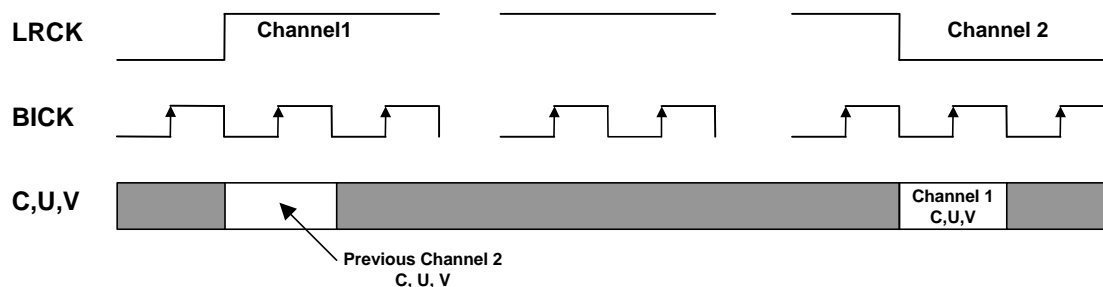 LRCK
Channel1
Channel 2
BICK
C,U,V
Channel 1
C,U,V
Previous Channel 2
C, U, V